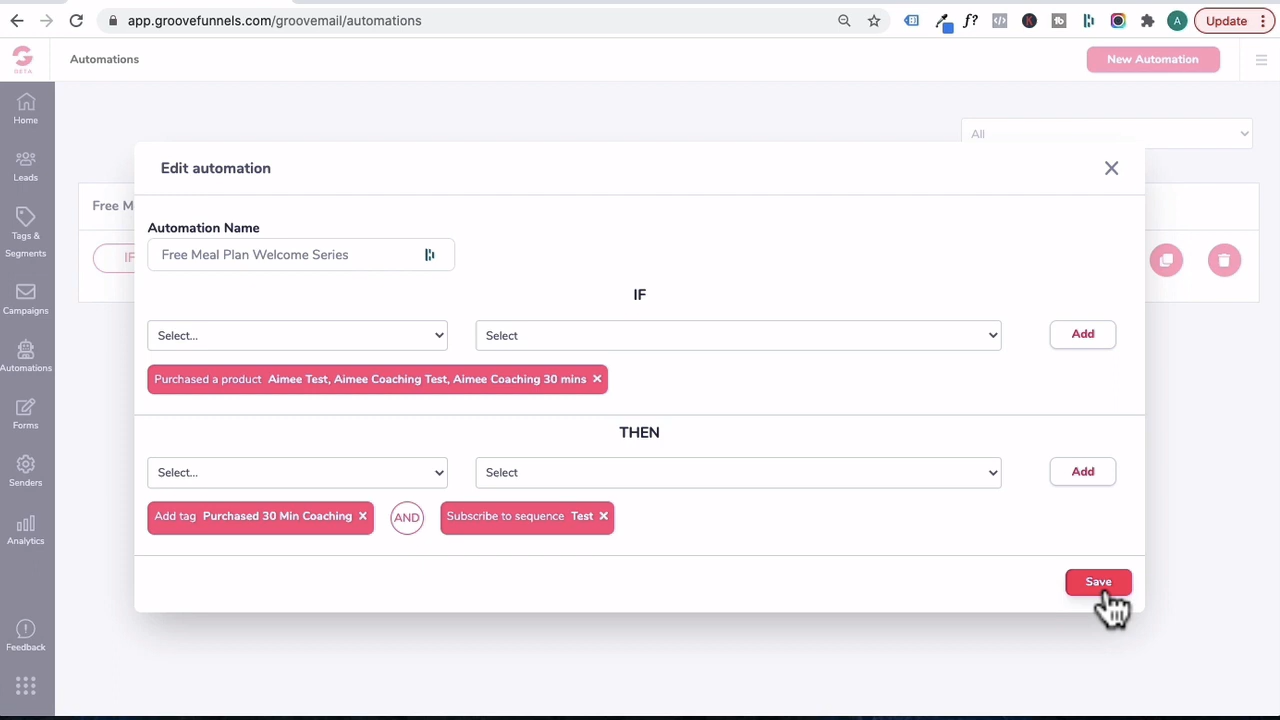 app.groovefunnels.com/groovemail/automations
Update
BETA
Automations
New Automation
Home
Leads
Tags &
Segments
Campaigns
Automations
Forms
Senders
Analytics
Feedback
All
Free M
IF
Edit automation
Automation Name
Free Meal Plan Welcome Series
IF
Select...
Select
Add
Purchased a product Aimee Test, Aimee Coaching Test, Aimee Coaching 30 mins
THEN
Select...
Select
Add
Add tag Purchased 30 Min Coaching
AND
Subscribe to sequence Test
Save